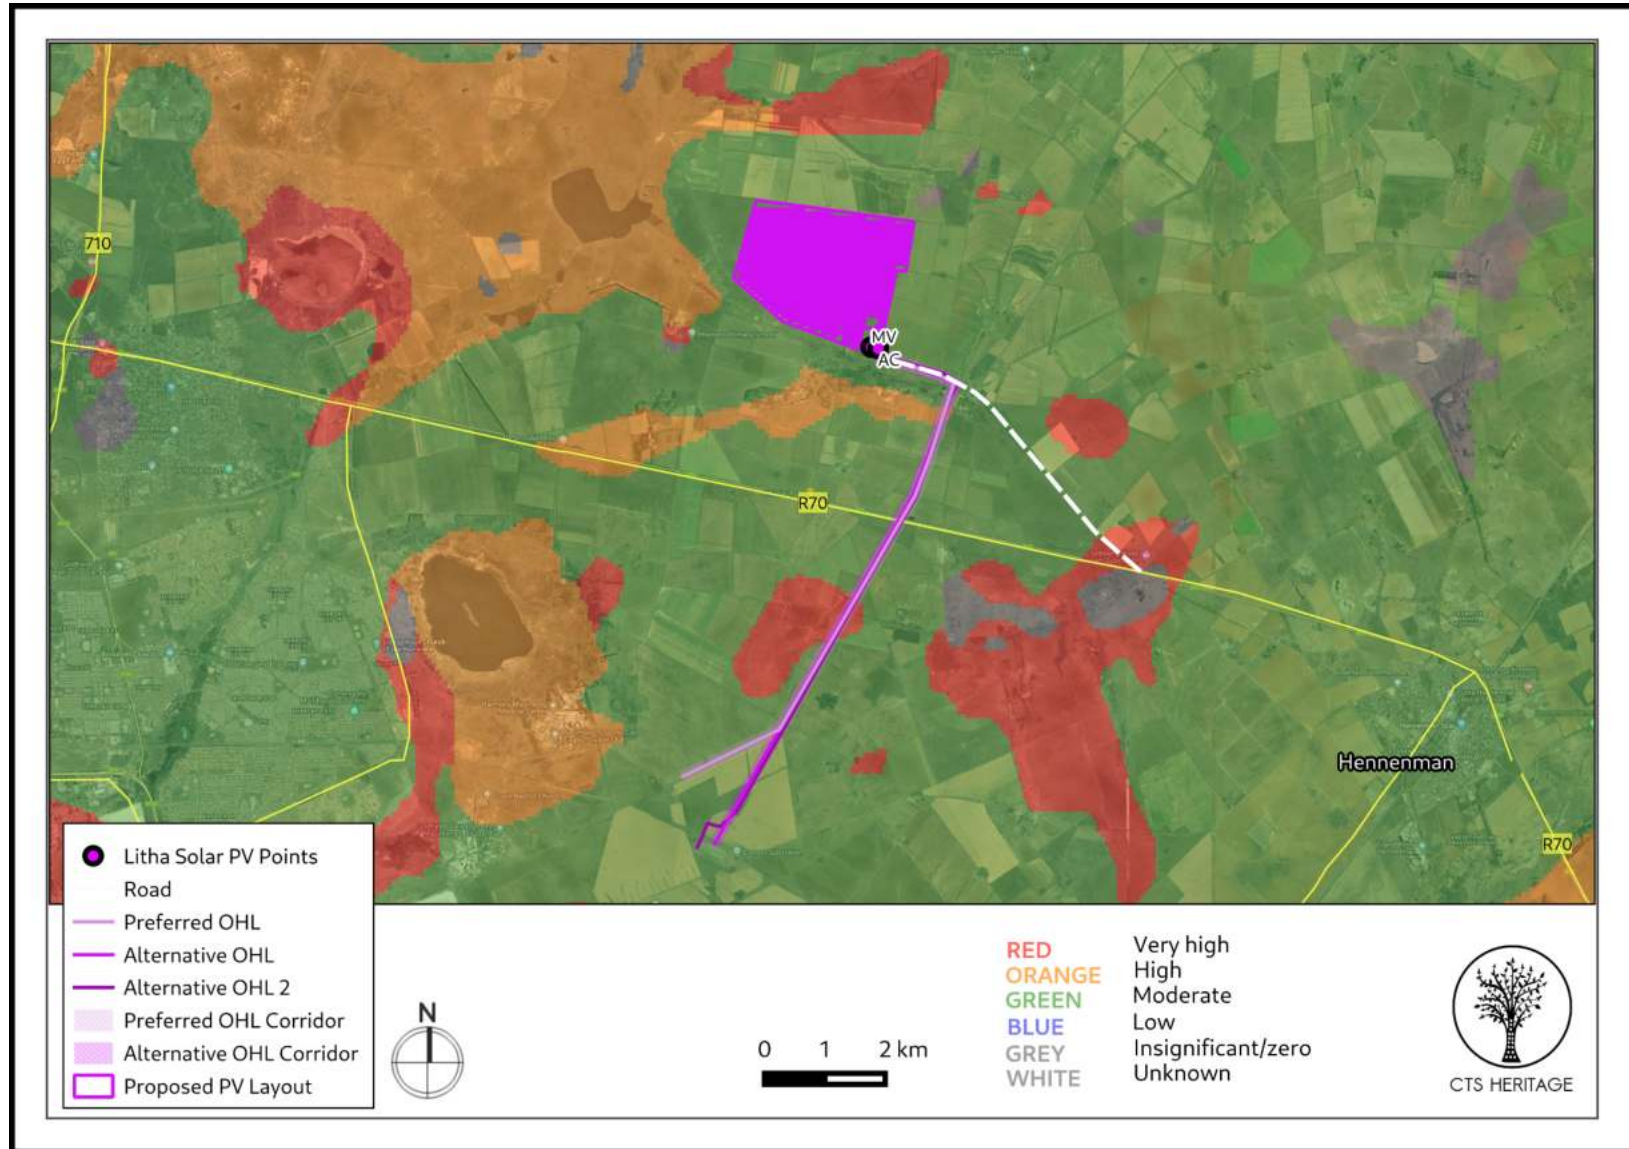 710
MV
AC
R70
Hennenman
R70
Litha Solar PV Points
Road
Preferred OHL
Alternative OHL
Alternative OHL 2
Preferred OHL Corridor
Alternative OHL Corridor
Proposed PV Layout
N
0 1 2 km
RED Very high
ORANGE High
GREEN Moderate
BLUE Low
GREY Insignificant/zero
WHITE Unknown
CTS HERITAGE